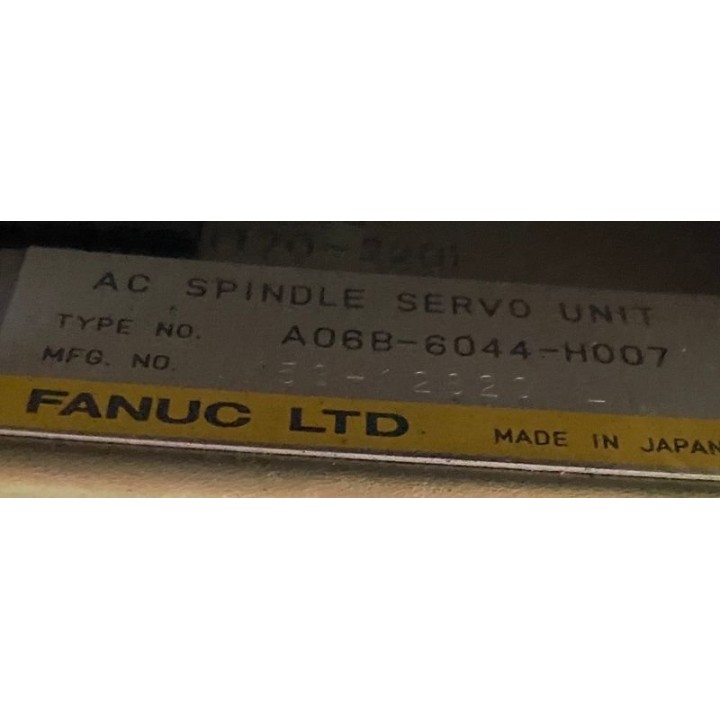 AC SPINDLE SERVO UNIT
TYPE NO. A06B-6044-H007
MFG. NO.
FANUC LTD MADE IN JAPAN